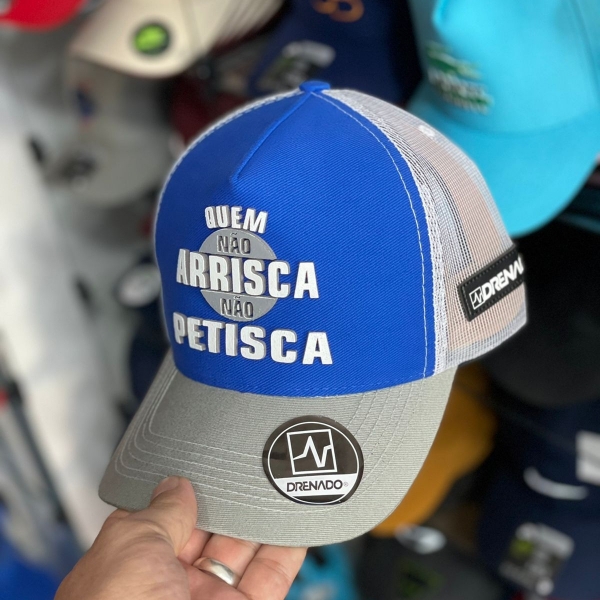 QUEM
NÃO
ARRISCA
NÃO
PETISCA
DRENADO
DRENADO